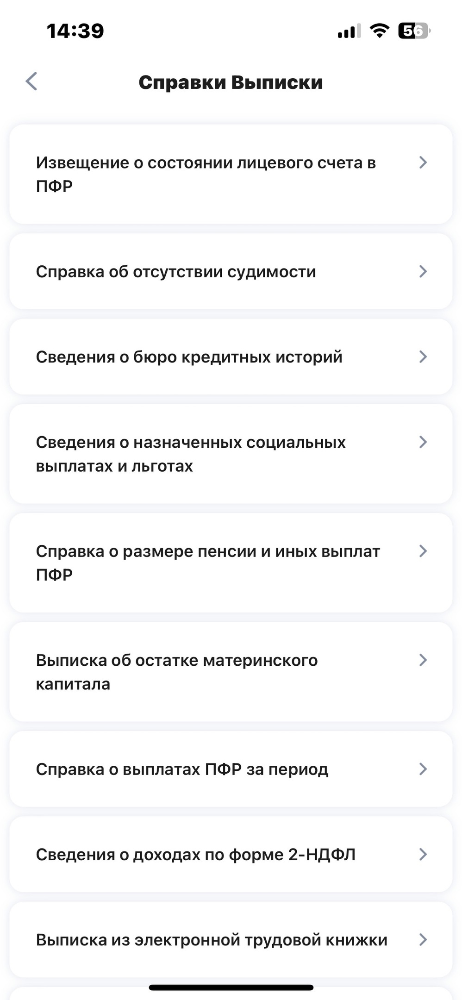 14:39
56
Справки Выписки
Извещение о состоянии лицевого счета в
ПФР
Справка об отсутствии судимости
Сведения о бюро кредитных историй
Сведения о назначенных социальных
выплатах и льготах
Справка о размере пенсии и иных выплат
ПФР
Выписка об остатке материнского
капитала
Справка о выплатах ПФР за период
Сведения о доходах по форме 2-НДФЛ
Выписка из электронной трудовой книжки